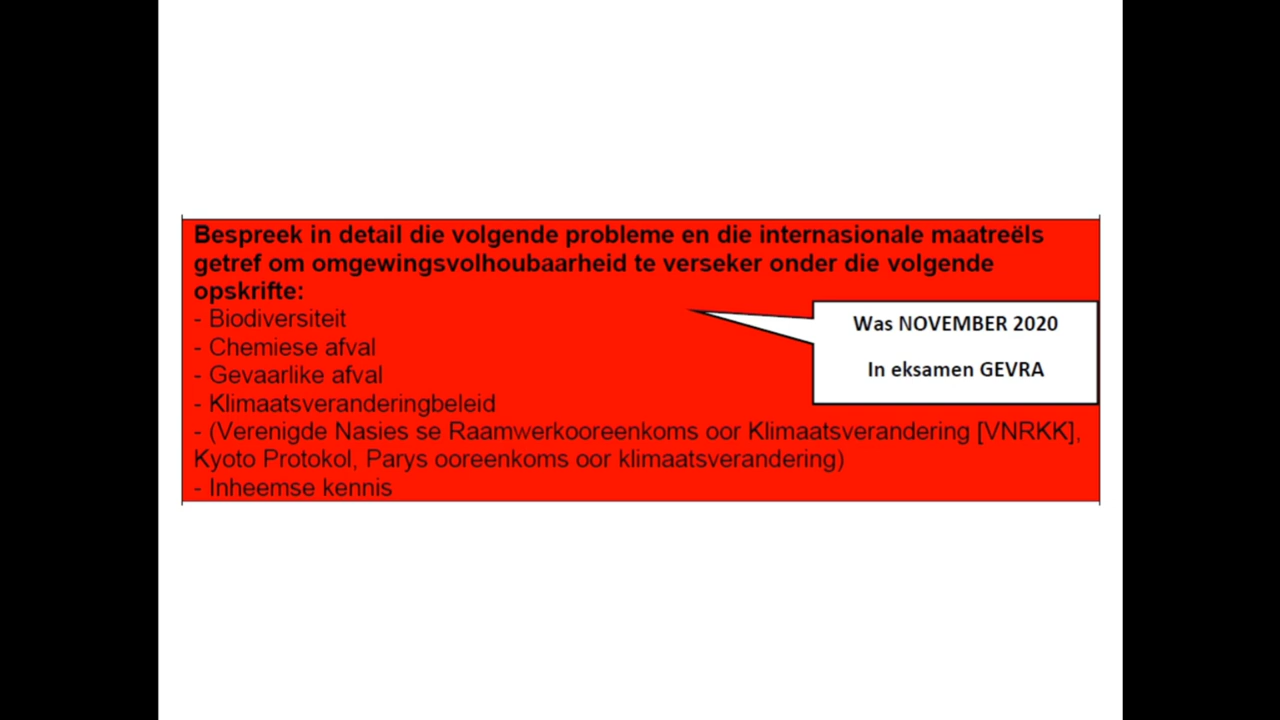 Bespreek in detail die volgende probleme en die internasionale maatreëls
getref om omgewingsvolhoubaarheid te verseker onder die volgende
opskrifte:
- Biodiversiteit
- Chemiese afval
- Gevaarlike afval
- Klimaatsveranderingbeleid
- (Verenigde Nasies se Raamwerkooreenkoms oor Klimaatsverandering [VNRKK],
Kyoto Protokol, Parys ooreenkoms oor klimaatsverandering)
- Inheemse kennis
Was NOVEMBER 2020
In eksamen GEVRA